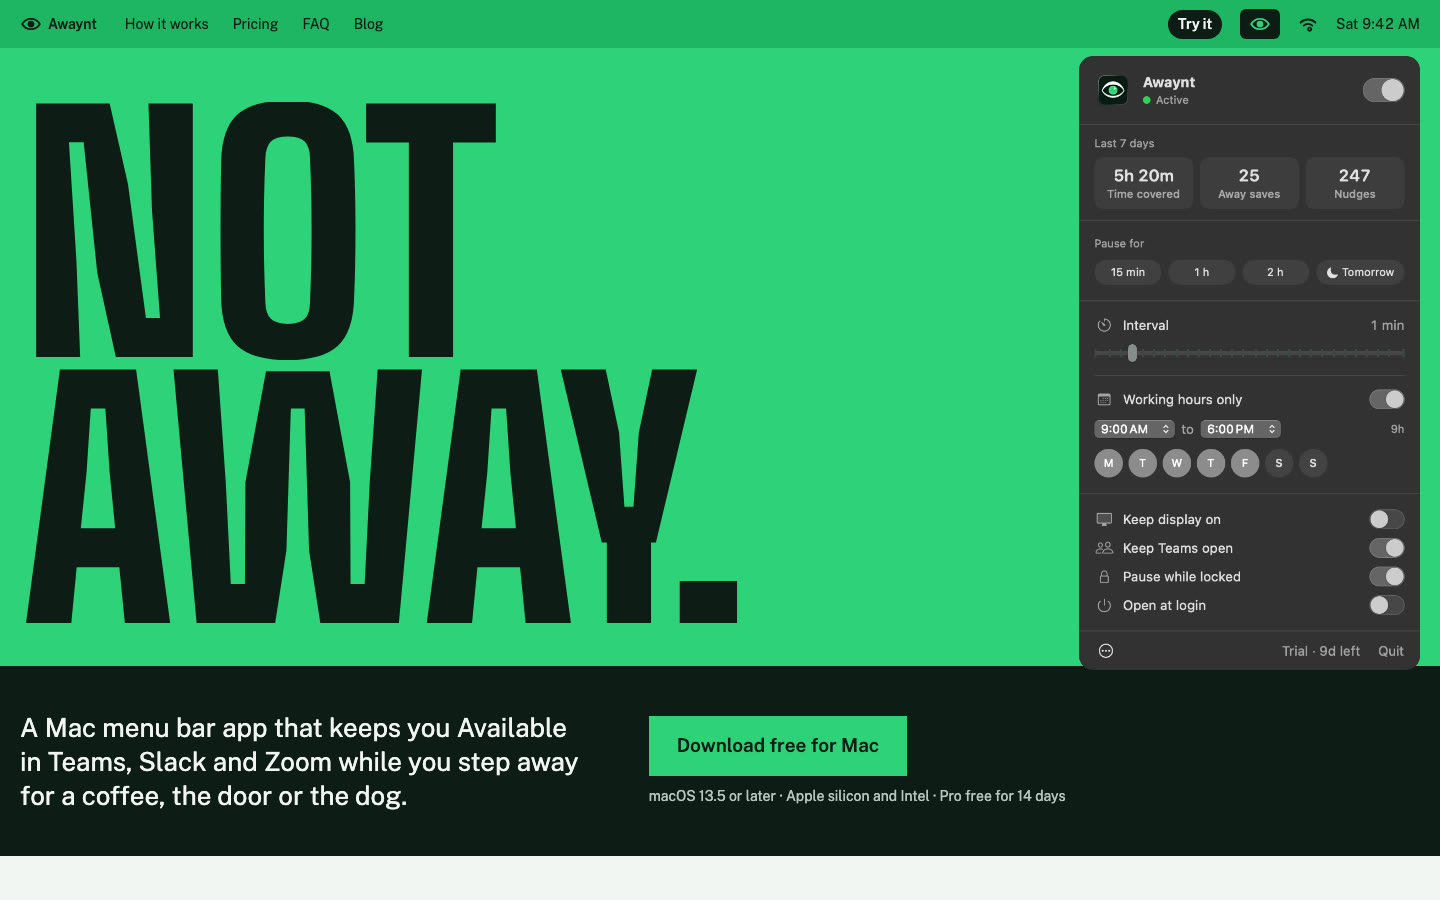 Awaynt How it works Pricing FAQ Blog Try it Sat 9:42 AM
NOT
AWAY.
Awaynt
Active
Last 7 days
5h 20m 25 247
Time covered Away saves Nudges
Pause for
15 min 1 h 2 h Tomorrow
Interval 1 min
Working hours only
9:00 AM to 6:00 PM 9h
M T W T F S S
Keep display on
Keep Teams open
Pause while locked
Open at login
Trial · 9d left Quit
A Mac menu bar app that keeps you Available
in Teams, Slack and Zoom while you step away
for a coffee, the door or the dog.
Download free for Mac
macOS 13.5 or later · Apple silicon and Intel · Pro free for 14 days